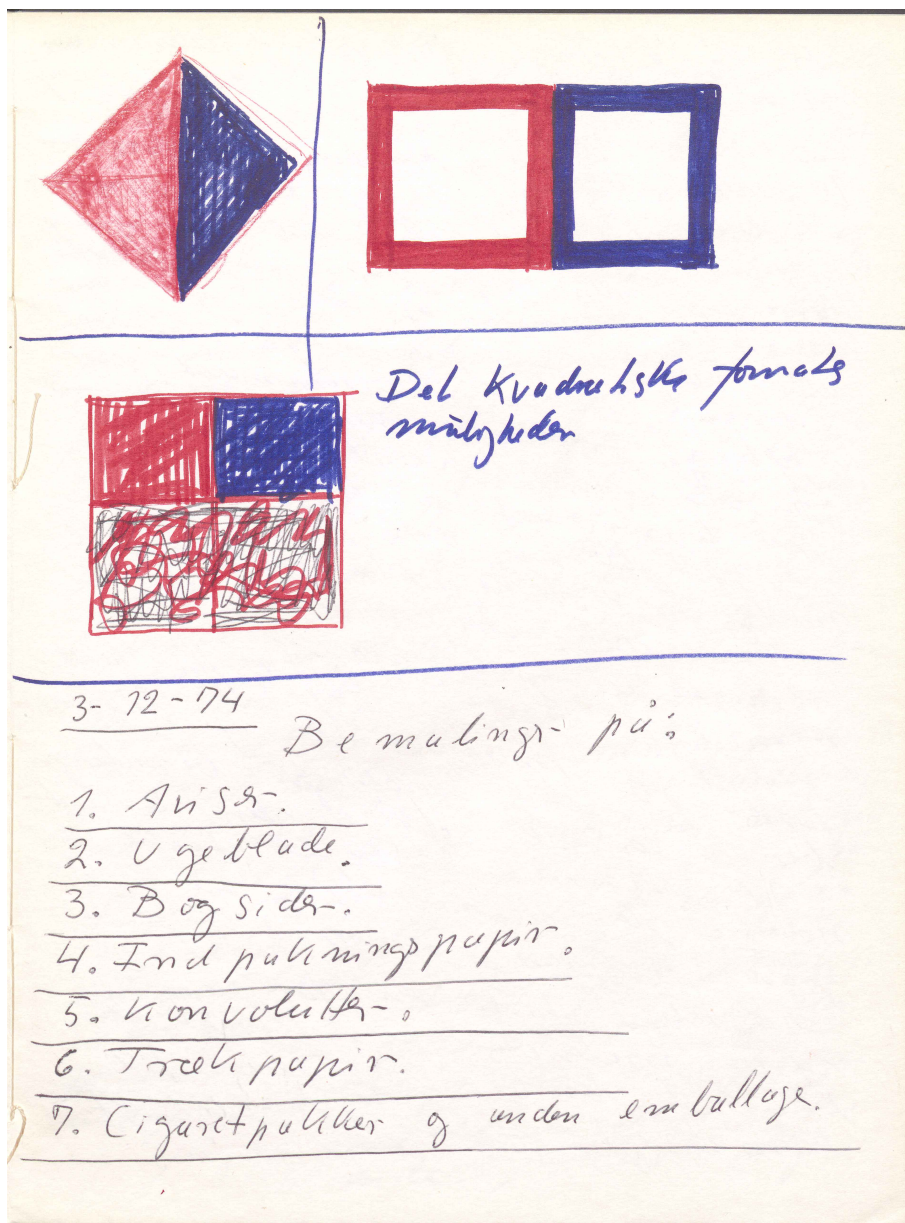 Det Kvadratiske formats
muligheder
3-12-74
Bemalinger på:
1. Aviser.
2. Ugeblade.
3. Bogsider.
4. Indpakningspapir.
5. Konvolutter.
6. Trækpapir.
7. Cigaretpakker og anden emballage.